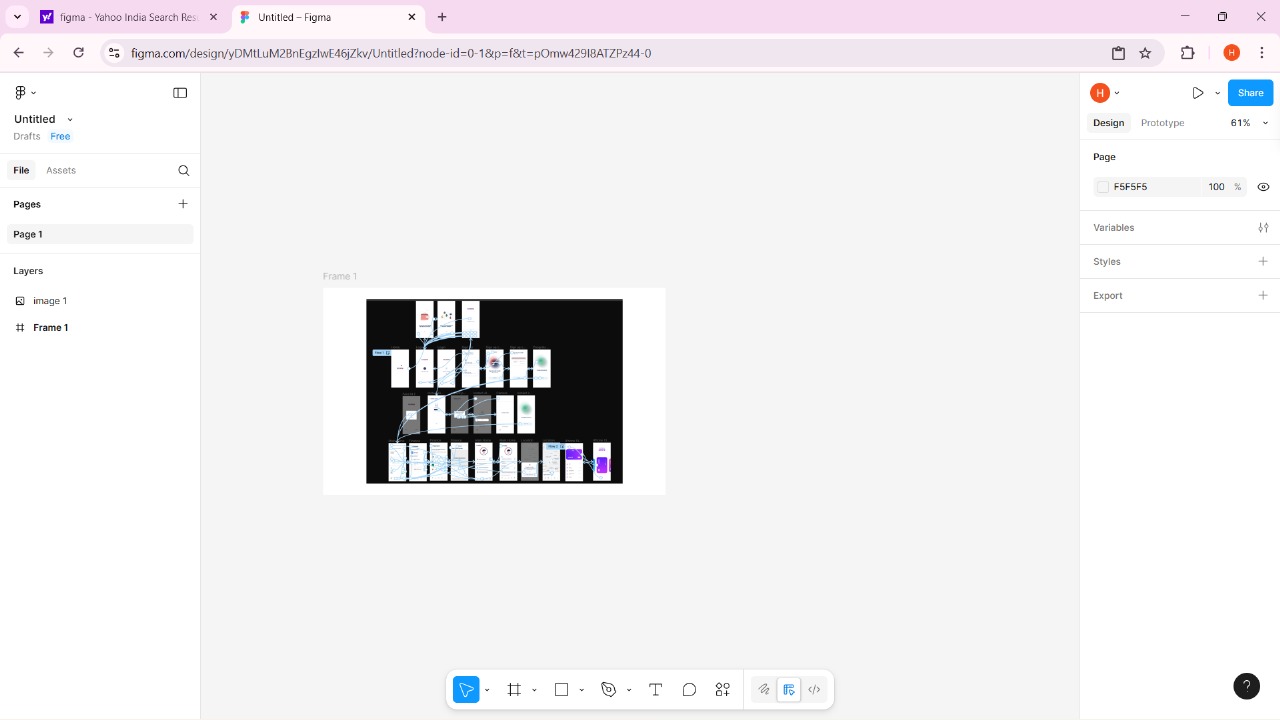 figma - Yahoo India Search Res
Untitled – Figma
figma.com/design/yDMtLuM2BnEgzIwE46jZkv/Untitled?node-id=0-1&p=f&t=pOmw429I8ATZPz44-0
H
Untitled
Drafts Free
File Assets
Pages
Page 1
Layers
image 1
Frame 1
Frame 1
H
Share
Design Prototype 61%
Page
F5F5F5 100 %
Variables
Styles
Export
?